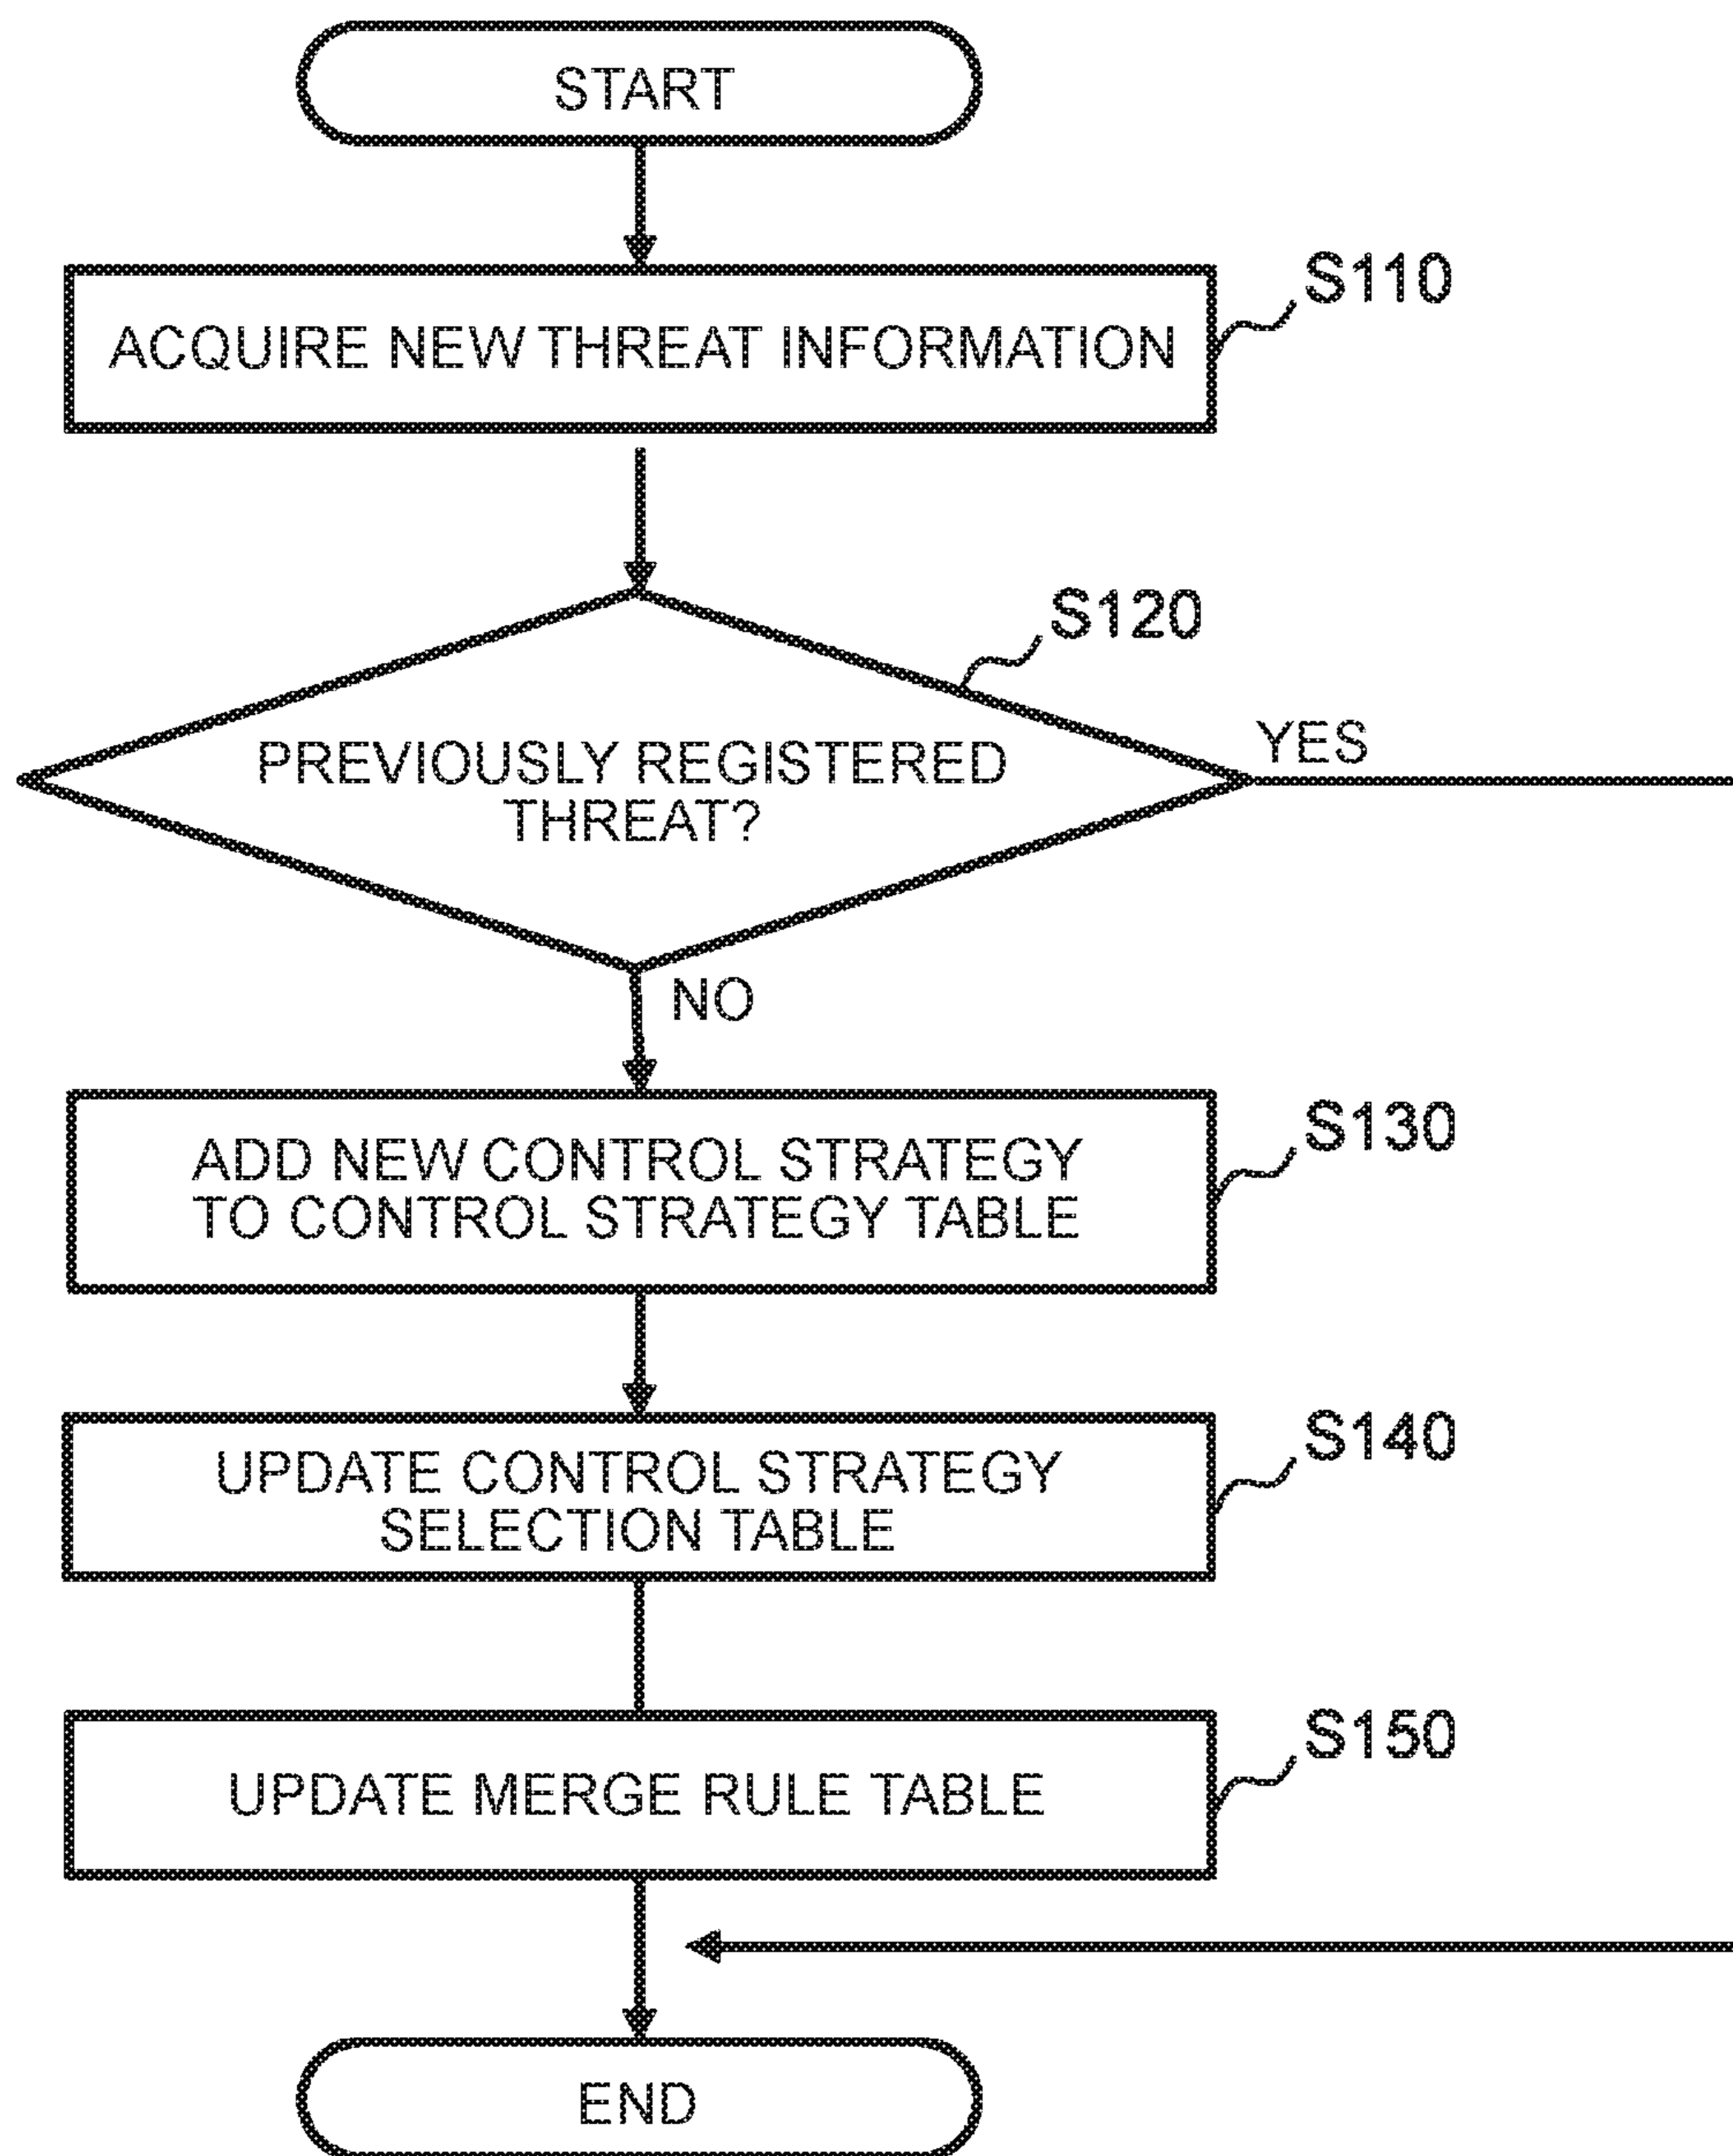 START
ACQUIRE NEW THREAT INFORMATION
S110
S120
PREVIOUSLY REGISTERED
THREAT?
YES
NO
ADD NEW CONTROL STRATEGY
TO CONTROL STRATEGY TABLE
S130
UPDATE CONTROL STRATEGY
SELECTION TABLE
S140
UPDATE MERGE RULE TABLE
S150
END